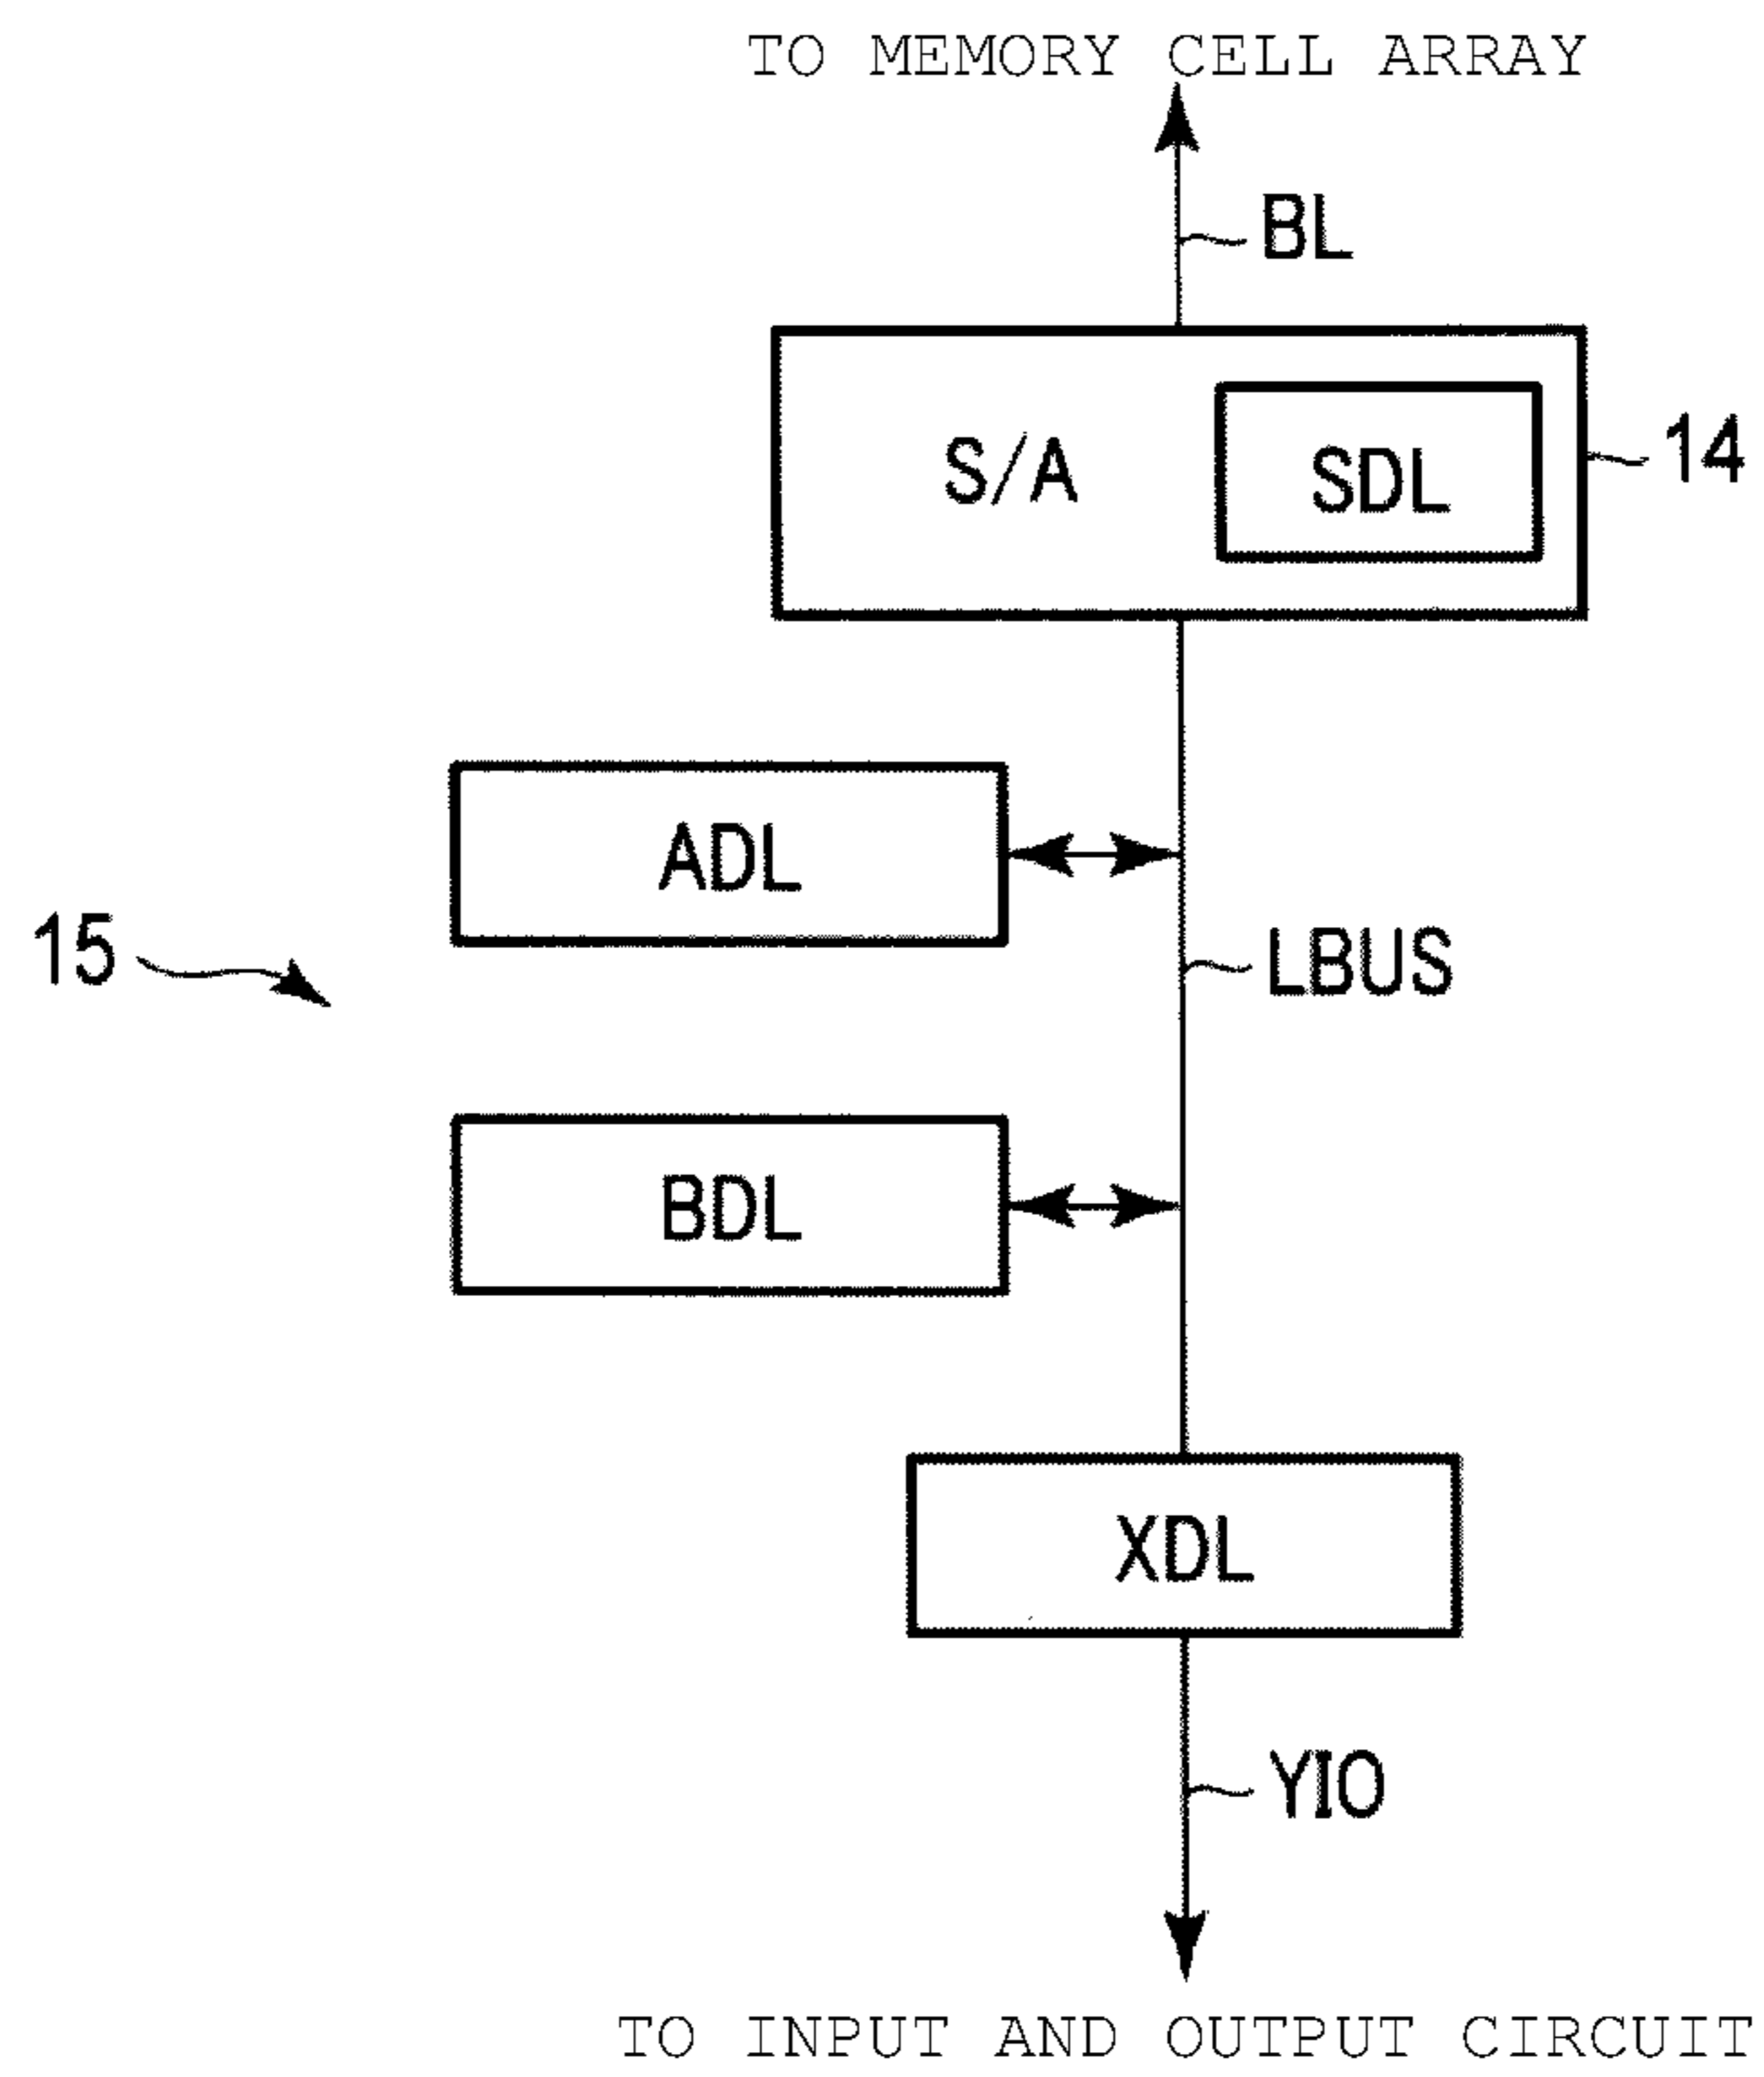 TO MEMORY CELL ARRAY
BL
S/A
SDL
14
ADL
15
LBUS
BDL
XDL
YIO
TO INPUT AND OUTPUT CIRCUIT